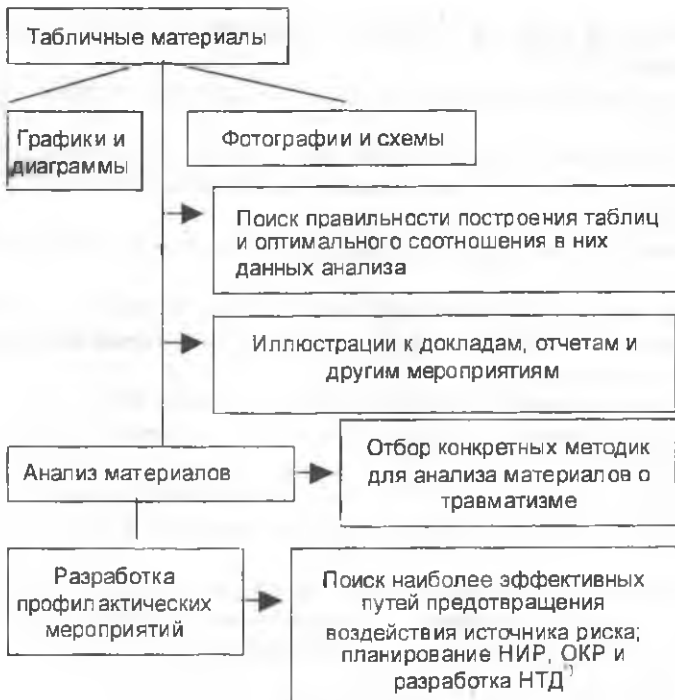 Табличные материалы
Графики и
диаграммы
Фотографии и схемы
Поиск правильности построения таблиц
и оптимального соотношения в них
данных анализа
Иллюстрации к докладам, отчетам и
другим мероприятиям
Анализ материалов
Отбор конкретных методик
для анализа материалов о
травматизме
Разработка
профилактических
мероприятий
Поиск наиболее эффективных
путей предотвращения
воздействия источника риска;
планирование НИР, ОКР и
разработка НТД*)